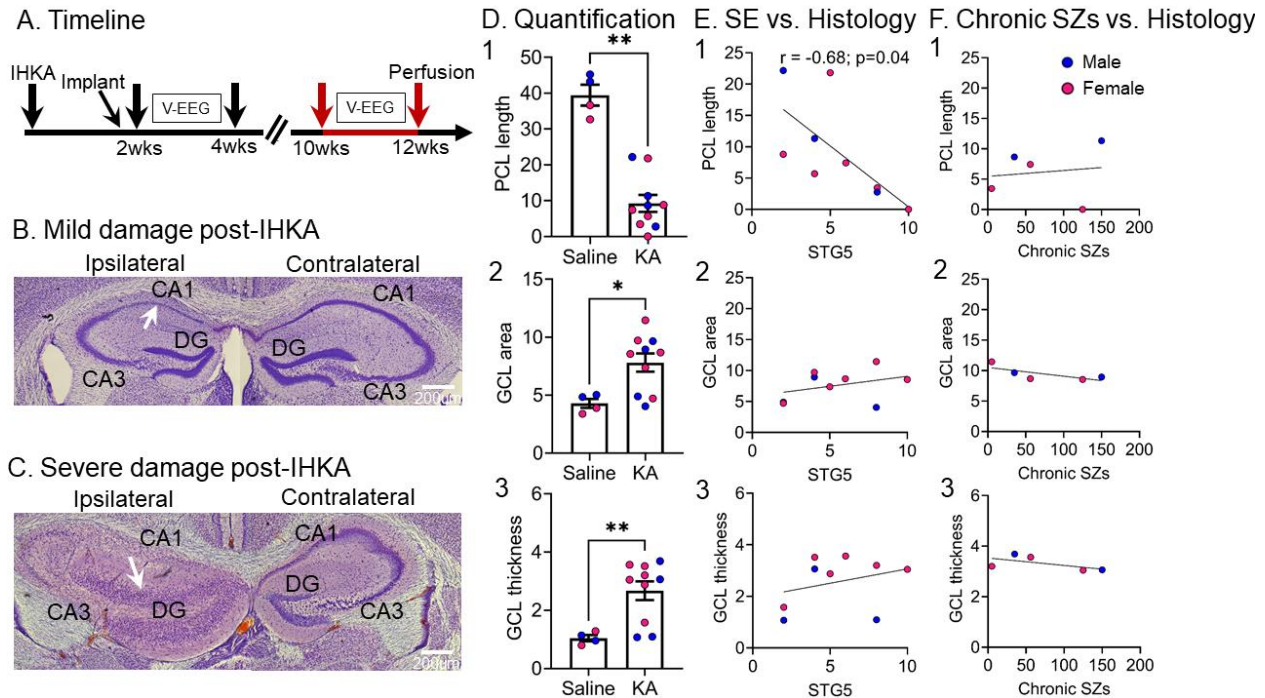 A. Timeline
IHKA
Implant
V-EEG
2wks
4wks
V-EEG
Perfusion
10wks
12wks
B. Mild damage post-IHKA
Ipsilateral
Contralateral
CA1
CA1
DG
DG
CA3
CA3
200um
C. Severe damage post-IHKA
Ipsilateral
Contralateral
CA1
CA1
DG
DG
CA3
CA3
200um
D. Quantification
1
**
50
40
30
20
10
0
PCL length
Saline
KA
2
*
15
10
5
0
GCL area
Saline
KA
3
**
6
4
2
0
GCL thickness
Saline
KA
E. SE vs. Histology
1
r = -0.68; p=0.04
25
20
15
10
5
0
PCL length
0
5
10
STG5
2
25
20
15
10
5
0
GCL area
0
5
10
STG5
3
6
4
2
0
GCL thickness
0
5
10
STG5
F. Chronic SZs vs. Histology
1
Male
Female
25
20
15
10
5
0
PCL length
0 50 100 150 200
Chronic SZs
2
25
20
15
10
5
0
GCL area
0 50 100 150 200
Chronic SZs
3
6
4
2
0
GCL thickness
0 50 100 150 200
Chronic SZs